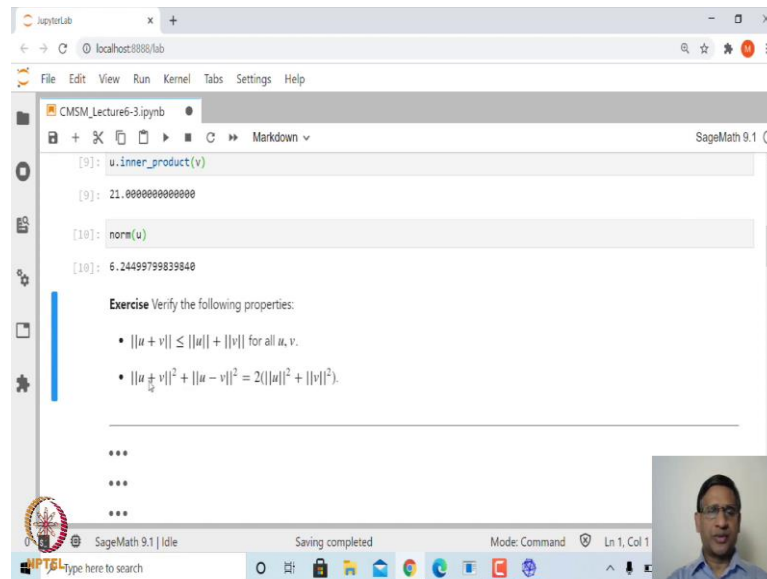 JupyterLab
localhost:8888/lab
M
File Edit View Run Kernel Tabs Settings Help
CMSM_Lecture6-3.ipynb
Markdown
SageMath 9.1
[9]: u.inner_product(v)
[9]: 21.0000000000000
[10]: norm(u)
[10]: 6.24499799839840
Exercise Verify the following properties:
• ||u + v|| ≤ ||u|| + ||v|| for all u, v.
• ||u + v||² + ||u − v||² = 2(||u||² + ||v||²).
SageMath 9.1 | Idle Saving completed Mode: Command Ln 1, Col 1
NPTEL
Type here to search